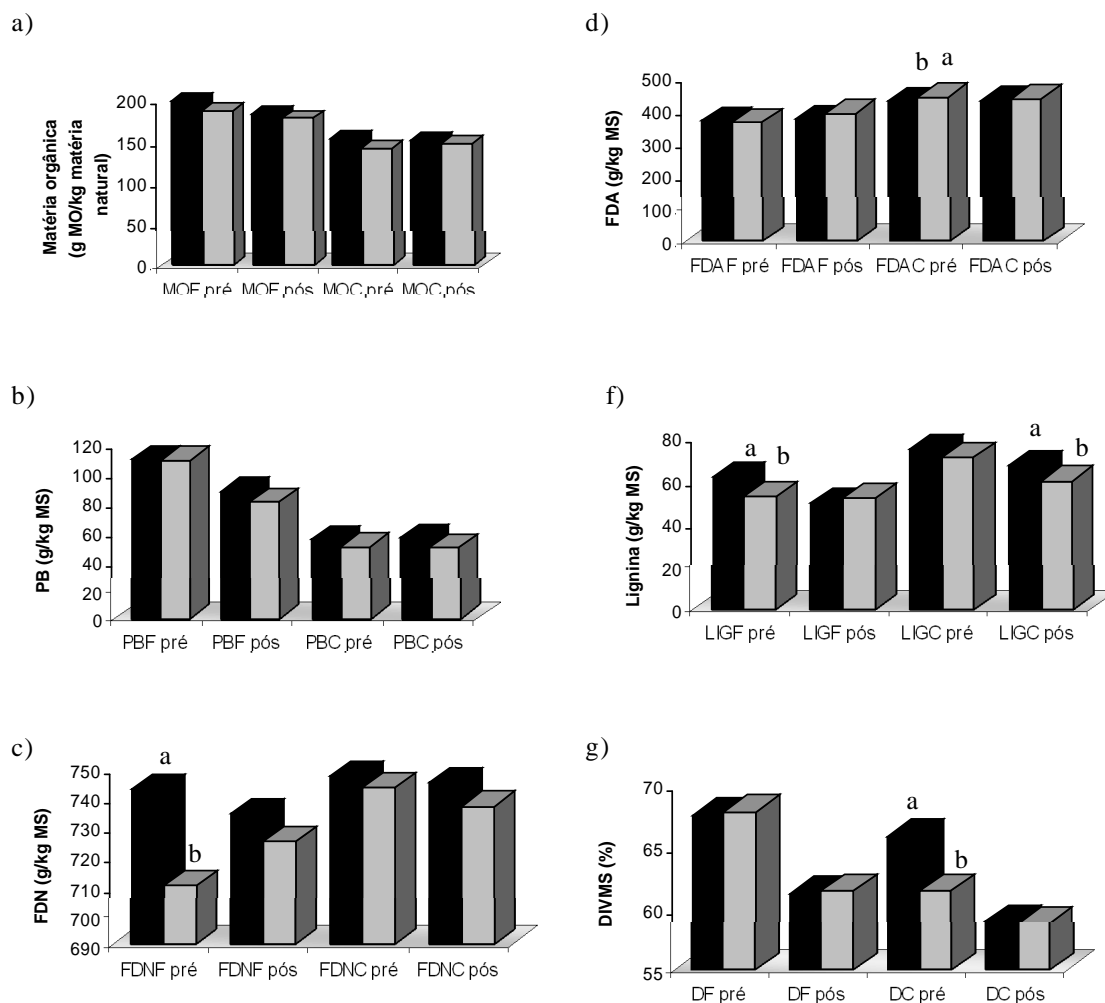 a)
Matéria orgânica
(g MO/kg matéria
natural)
200
150
100
50
0
MOF pré MOF pós MOC pré MOC pós
b)
PB (g/kg MS)
120
100
80
60
40
20
0
PBF pré PBF pós PBC pré PBC pós
c)
FDN (g/kg MS)
750
740
730
720
710
700
690
a
b
FDNF pré FDNF pós FDNC pré FDNC pós
d)
FDA (g/kg MS)
500
400
300
200
100
0
b a
FDAF pré FDAF pós FDAC pré FDAC pós
f)
Lignina (g/kg MS)
80
60
40
20
0
a
b
a
b
LIGF pré LIGF pós LIGC pré LIGC pós
g)
DIVMS (%)
70
65
60
55
a
b
DF pré DF pós DC pré DC pós